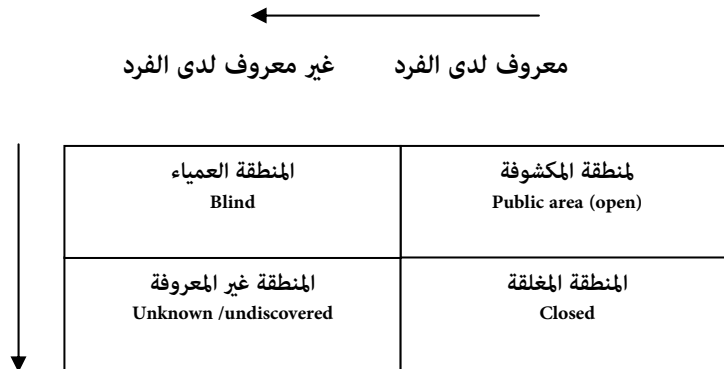 معروف لدى الفرد
غير معروف لدى الفرد
لمنطقة المكشوفة
Public area (open)
المنطقة العمياء
Blind
المنطقة المغلقة
Closed
المنطقة غير المعروفة
Unknown /undiscovered